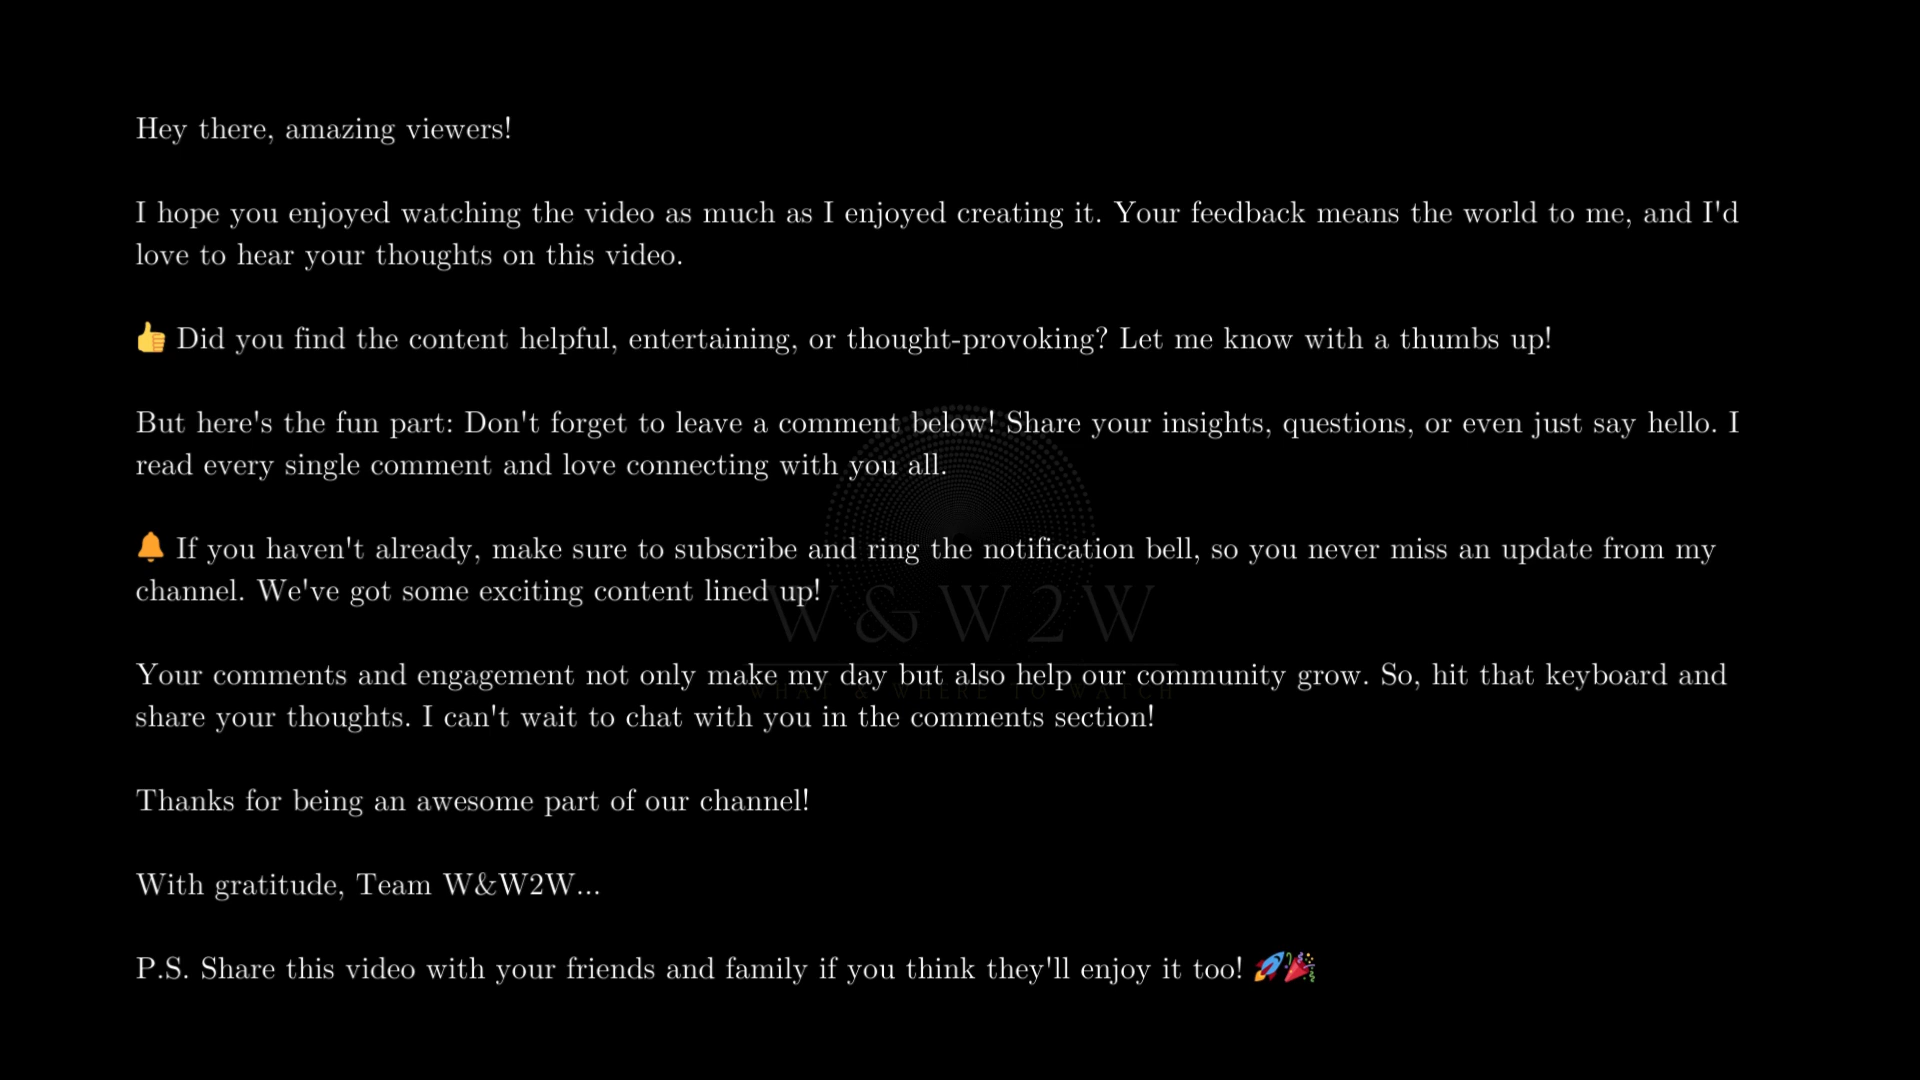 Hey there, amazing viewers!
I hope you enjoyed watching the video as much as I enjoyed creating it. Your feedback means the world to me, and I'd
love to hear your thoughts on this video.
👍 Did you find the content helpful, entertaining, or thought-provoking? Let me know with a thumbs up!
But here's the fun part: Don't forget to leave a comment below! Share your insights, questions, or even just say hello. I
read every single comment and love connecting with you all.
🔔 If you haven't already, make sure to subscribe and ring the notification bell, so you never miss an update from my
channel. We've got some exciting content lined up!
W&W2W
Your comments and engagement not only make my day but also help our community grow. So, hit that keyboard and
WHAT & WHERE TO WATCH
share your thoughts. I can't wait to chat with you in the comments section!
Thanks for being an awesome part of our channel!
With gratitude, Team W&W2W...
P.S. Share this video with your friends and family if you think they'll enjoy it too! 🚀🎉